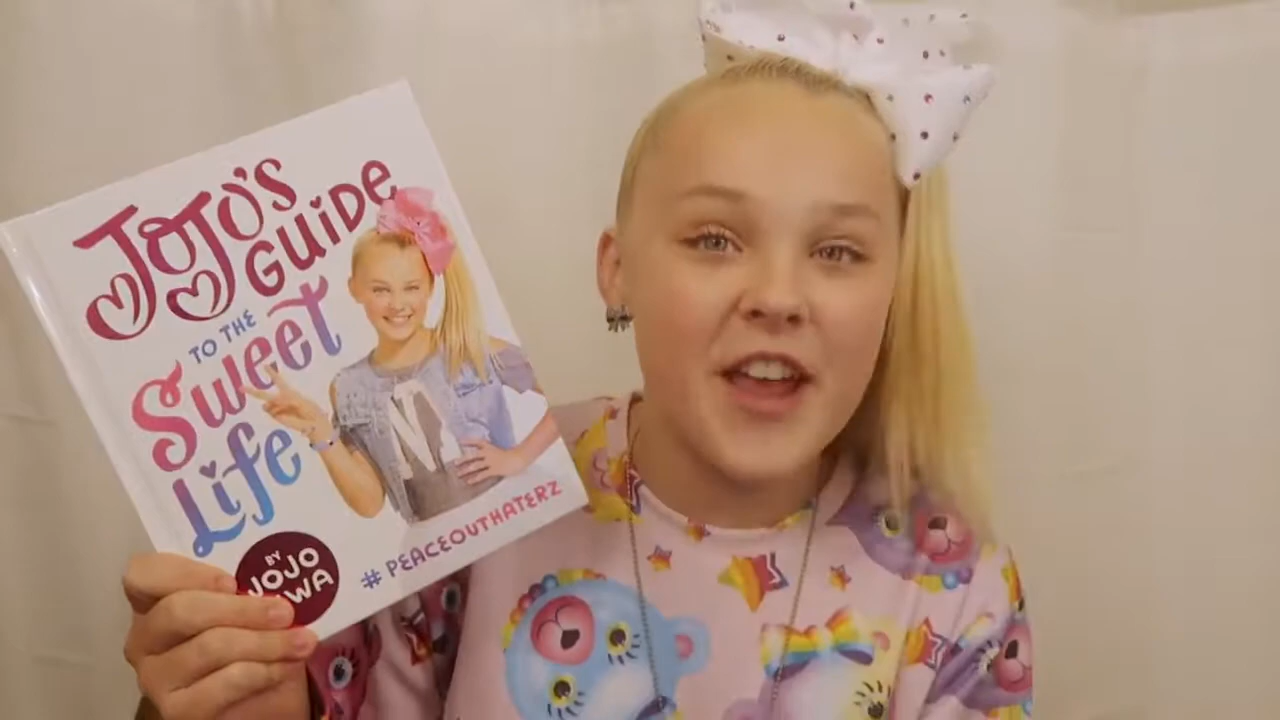 JOJO'S
GUIDE
TO THE
Sweet
Life
BY
JOJO
#PEACEOUTHATERZ